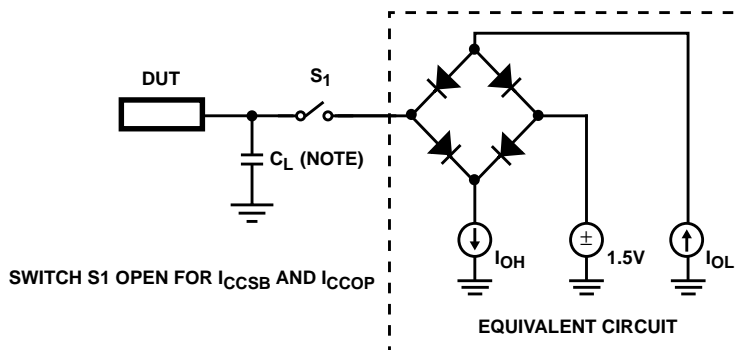 DUT
S1
CL (NOTE)
±
IOH
1.5V
IOL
SWITCH S1 OPEN FOR ICCSB AND ICCOP
EQUIVALENT CIRCUIT